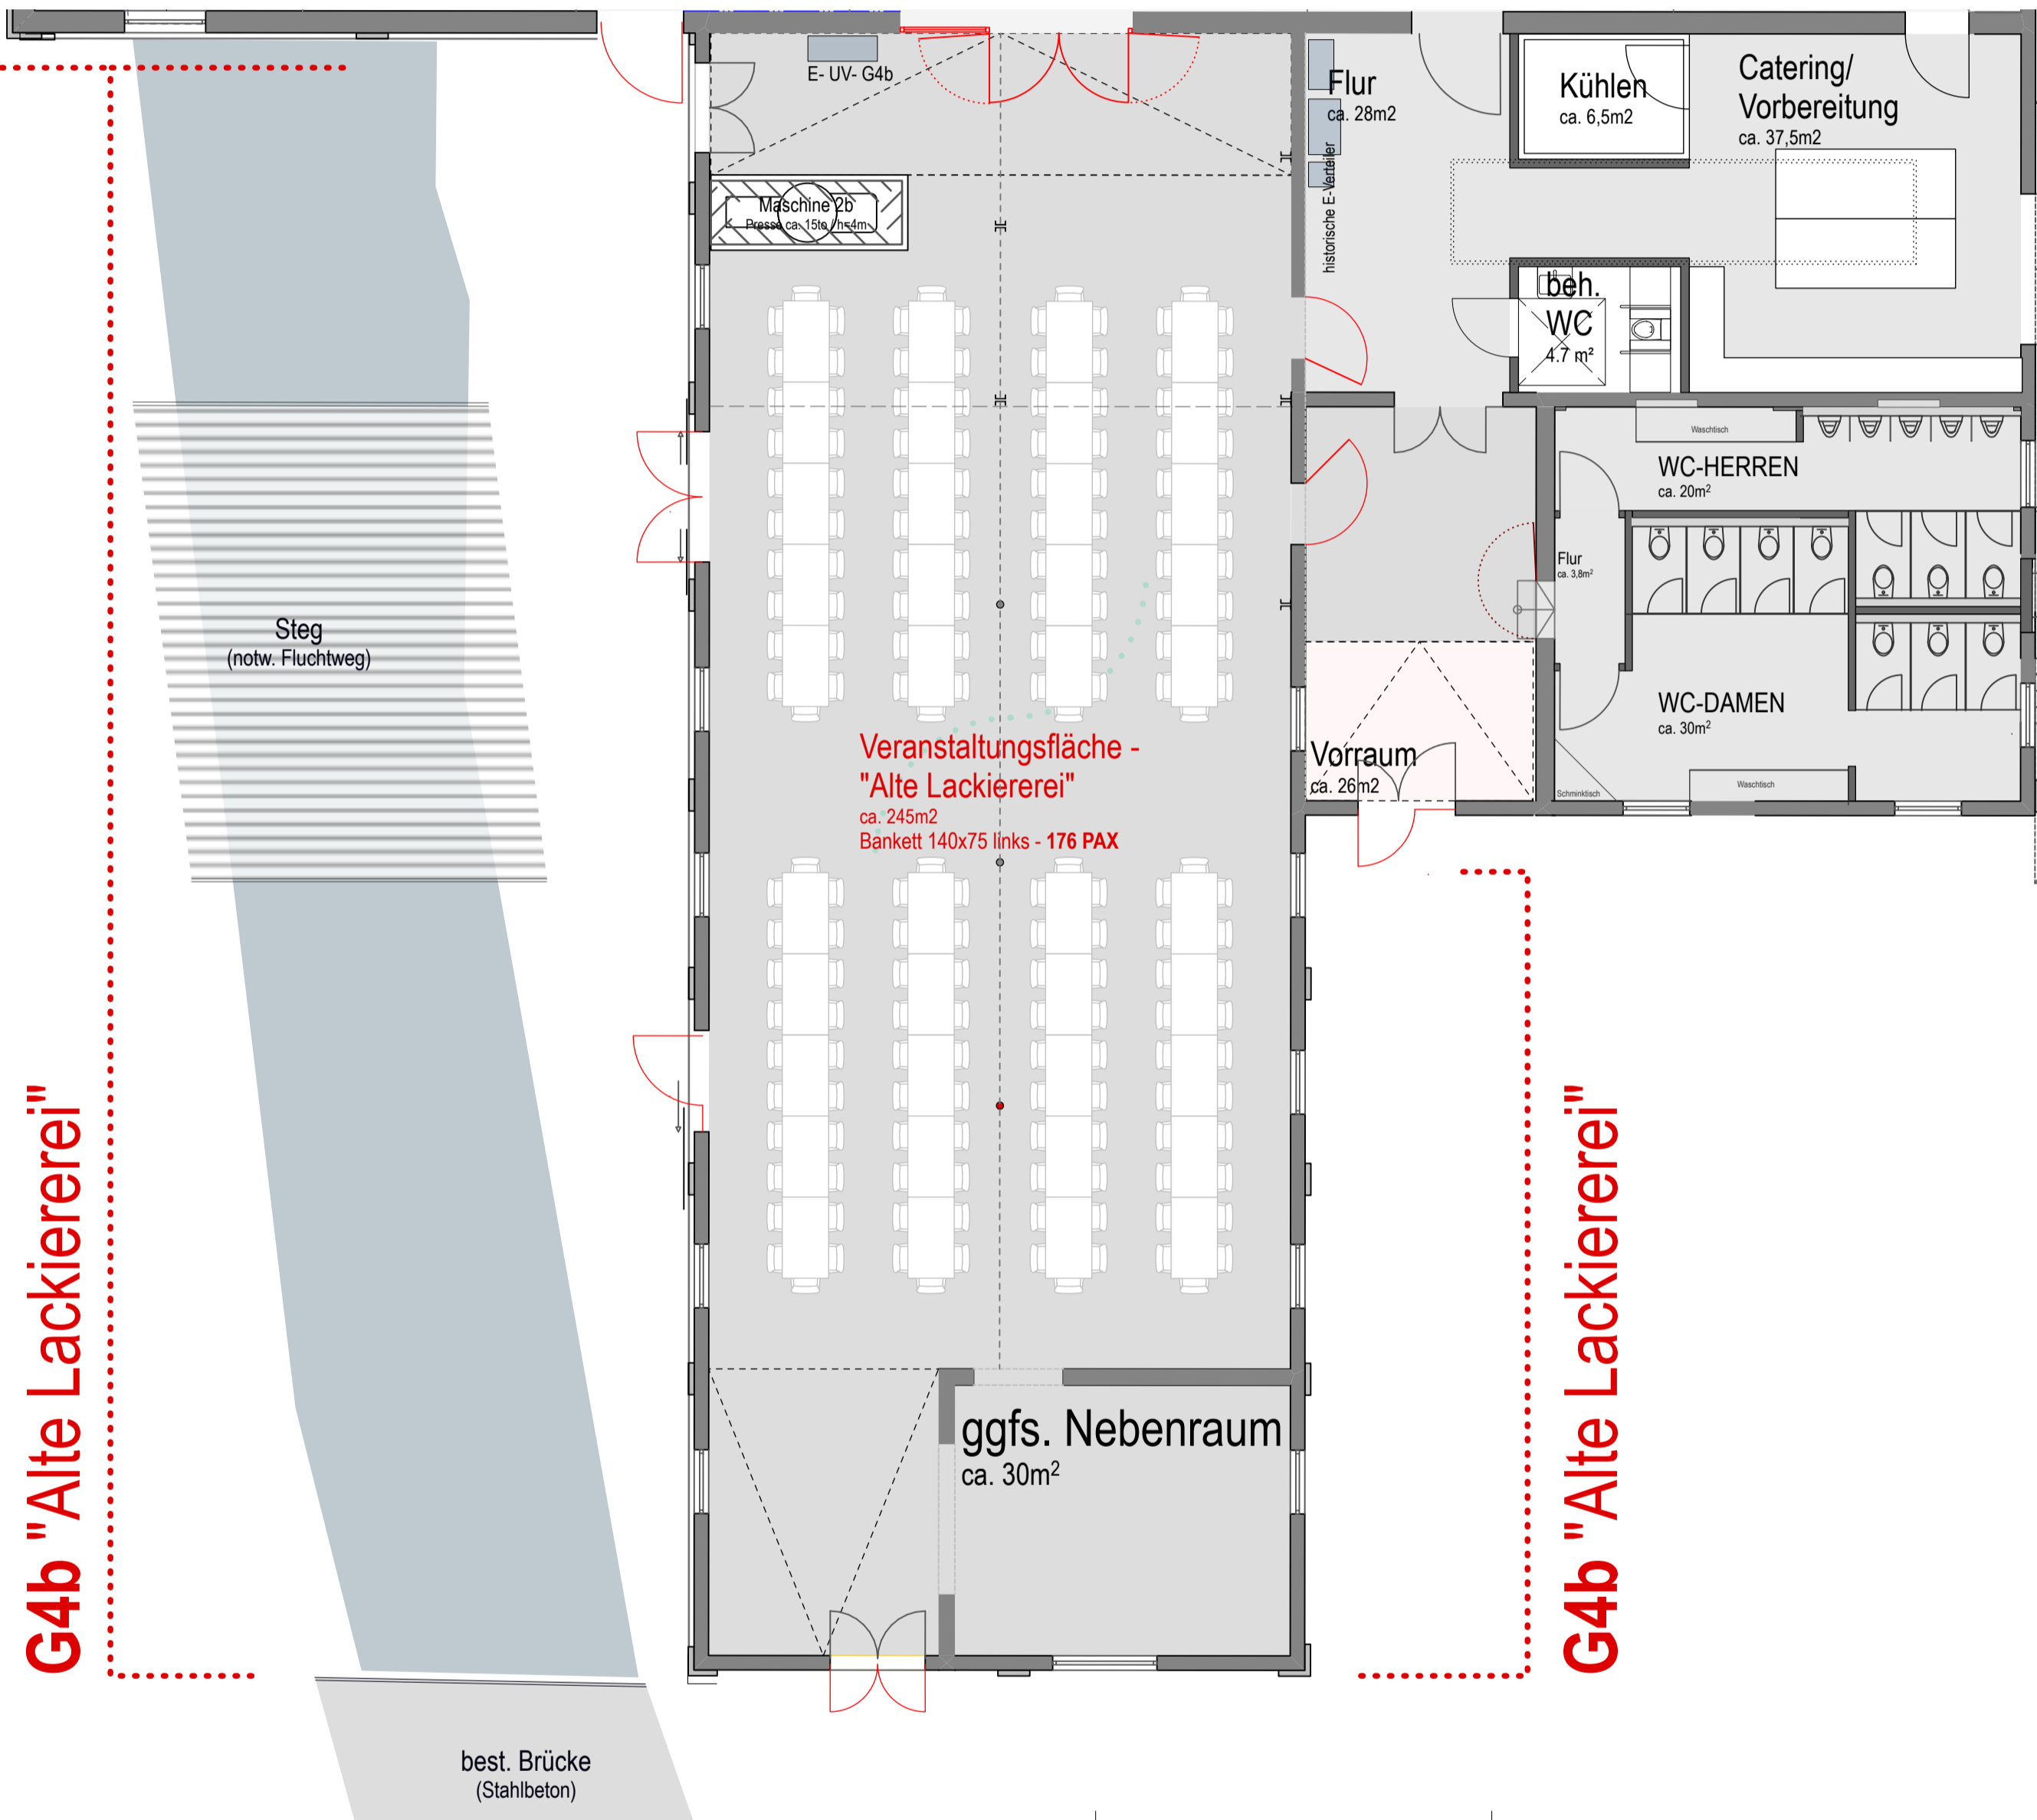 E- UV- G4b
Flur
ca. 28m2
historische E-Verteiler
Kühlen
ca. 6,5m2
Catering/
Vorbereitung
ca. 37,5m2
Maschine 2b
Presse ca. 15to / h=4m
beh.
WC
4.7 m²
Waschtisch
WC-HERREN
ca. 20m²
Flur
ca. 3,8m²
Steg
(notw. Fluchtweg)
WC-DAMEN
ca. 30m²
Schminktisch
Waschtisch
Vorraum
ca. 26m2
Veranstaltungsfläche -
"Alte Lackiererei"
ca. 245m2
Bankett 140x75 links - 176 PAX
G4b "Alte Lackiererei"
G4b "Alte Lackiererei"
ggfs. Nebenraum
ca. 30m²
best. Brücke
(Stahlbeton)